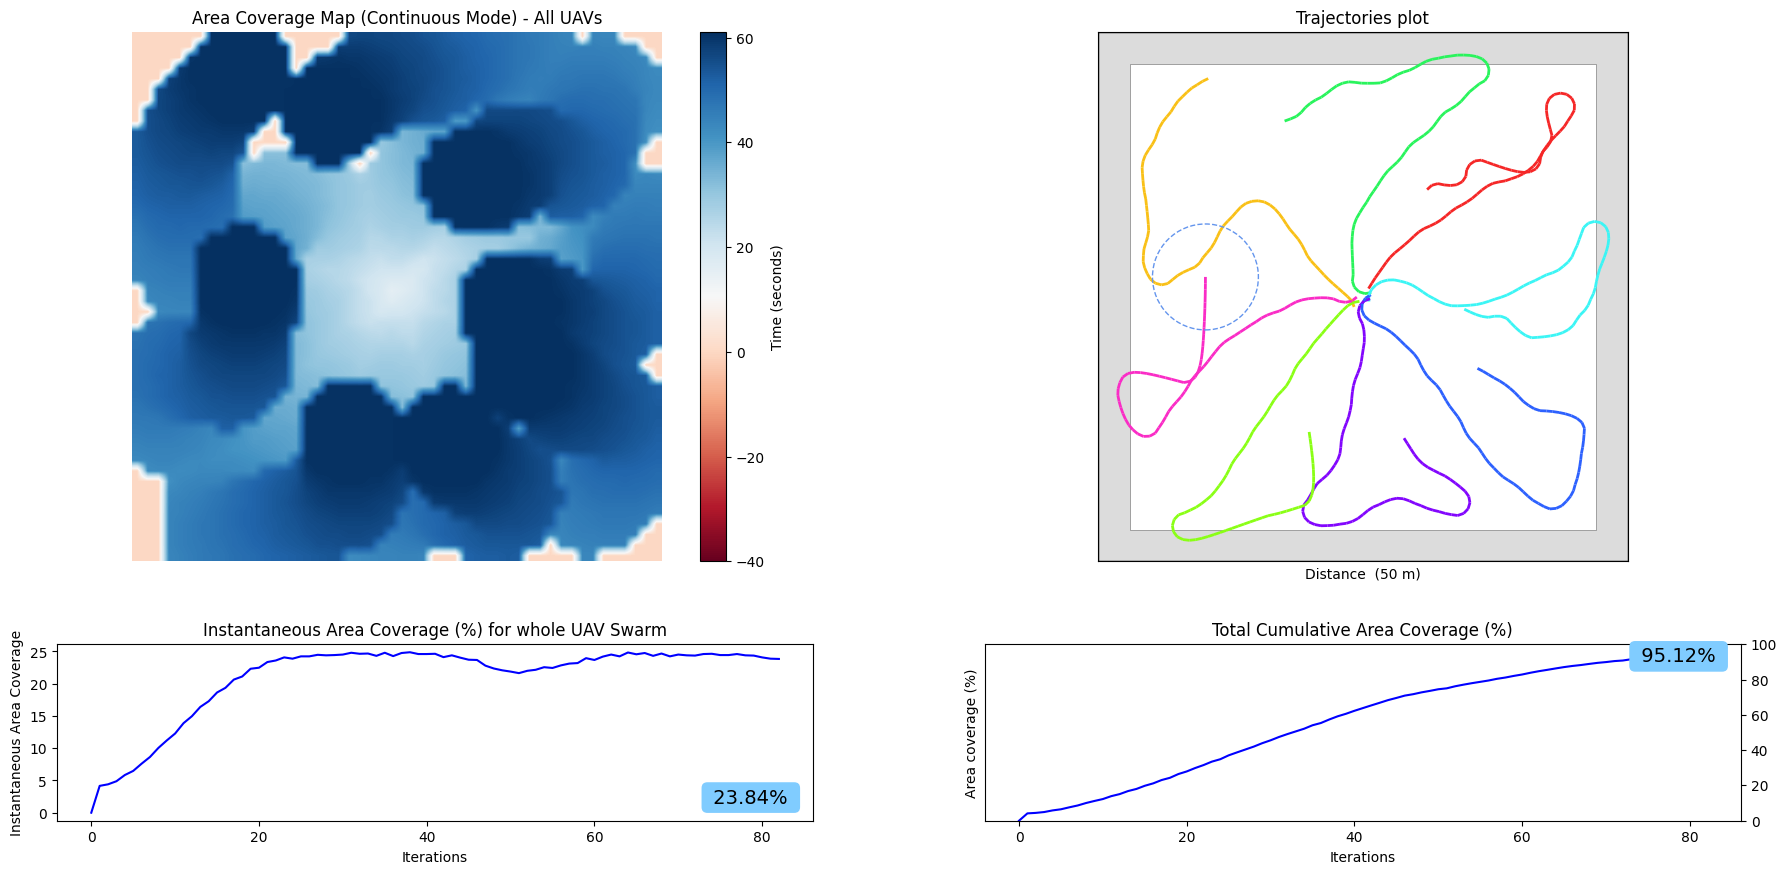 Area Coverage Map (Continuous Mode) - All UAVs
60
40
20
0
−20
−40
Time (seconds)
Trajectories plot
Distance  (50 m)
Instantaneous Area Coverage (%) for whole UAV Swarm
Instantaneous Area Coverage
25
20
15
10
5
0
23.84%
0 20 40 60 80
Iterations
Total Cumulative Area Coverage (%)
Area coverage (%)
95.12%
100
80
60
40
20
0
0 20 40 60 80
Iterations